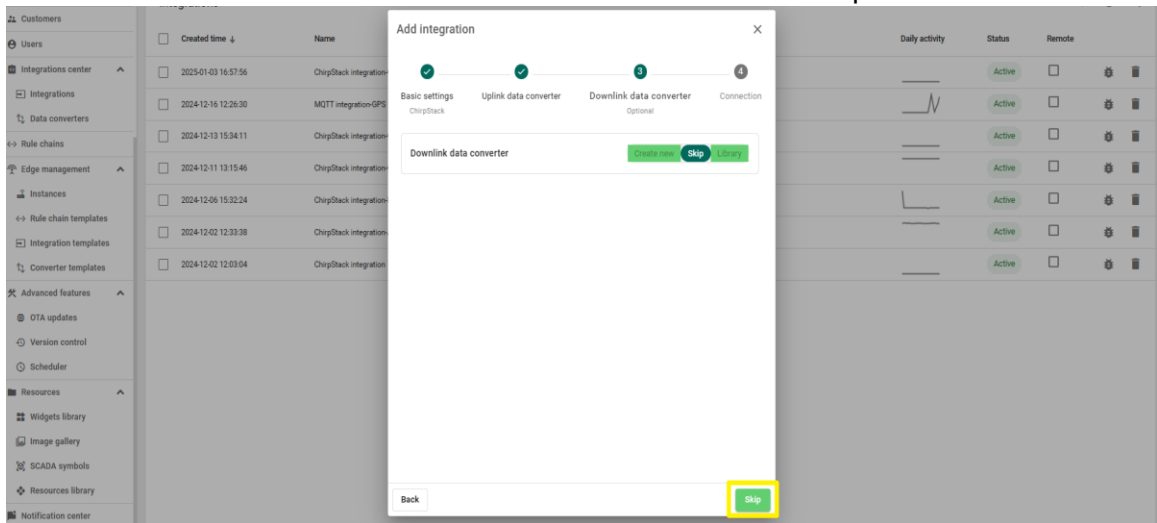 Customers
Users
Integrations center
Integrations
Data converters
Rule chains
Edge management
Instances
Rule chain templates
Integration templates
Converter templates
Advanced features
OTA updates
Version control
Scheduler
Resources
Widgets library
Image gallery
SCADA symbols
Resources library
Notification center
Created time ↓ Name Daily activity Status Remote
2025-01-03 16:57:56 ChirpStack integration- Active
2024-12-16 12:26:30 MQTT integration-GPS Active
2024-12-13 15:34:11 ChirpStack integration- Active
2024-12-11 13:15:46 ChirpStack integration- Active
2024-12-06 15:32:24 ChirpStack integration- Active
2024-12-02 12:33:38 ChirpStack integration- Active
2024-12-02 12:03:04 ChirpStack integration Active
Add integration
3 4
Basic settings Uplink data converter Downlink data converter Connection
ChirpStack Optional
Downlink data converter Create new Skip Library
Back Skip